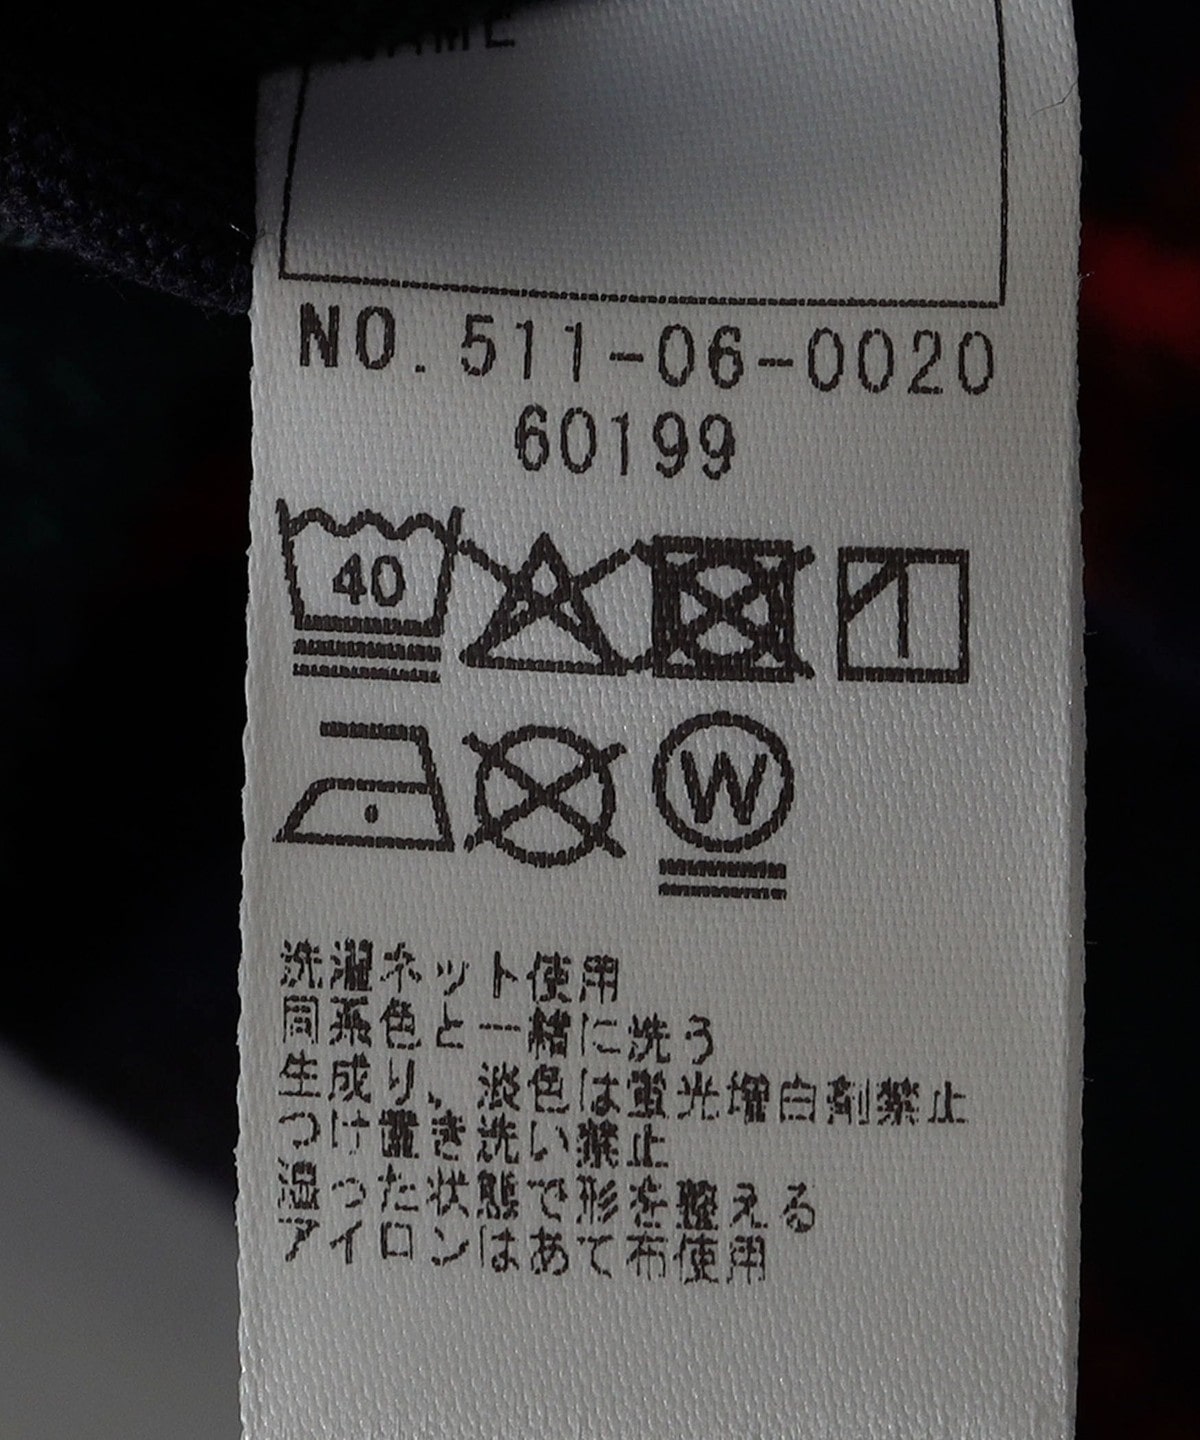 NAME
NO. 511-06-0020
60199
40
W
洗濯ネット使用
同系色と一緒に洗う
生成り、淡色は蛍光増白剤禁止
つけ置き洗い禁止
湿った状態で形を整える
アイロンはあて布使用